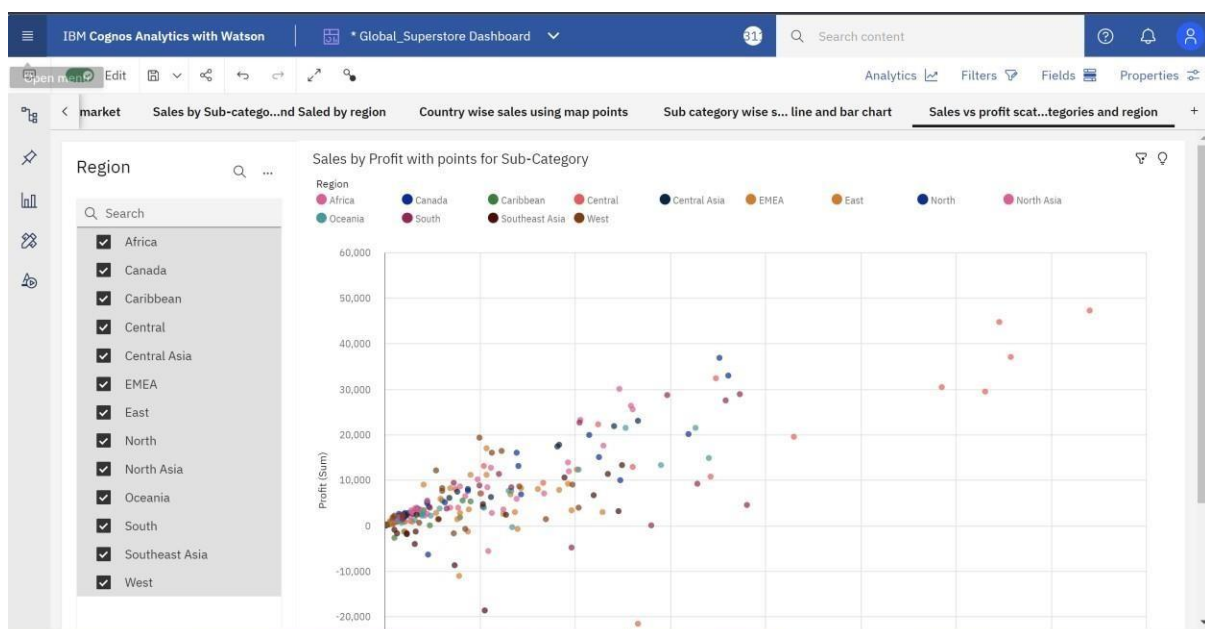 IBM Cognos Analytics with Watson
* Global_Superstore Dashboard
Search content
Open menu
Edit
Analytics
Filters
Fields
Properties
market
Sales by Sub-catego...nd Saled by region
Country wise sales using map points
Sub category wise s... line and bar chart
Sales vs profit scat...tegories and region
+
Region
...
Search
Africa
Canada
Caribbean
Central
Central Asia
EMEA
East
North
North Asia
Oceania
South
Southeast Asia
West
Sales by Profit with points for Sub-Category
Region
Africa Canada Caribbean Central Central Asia EMEA East North North Asia
Oceania South Southeast Asia West
60,000
50,000
40,000
30,000
20,000
10,000
0
-10,000
-20,000
Profit (Sum)